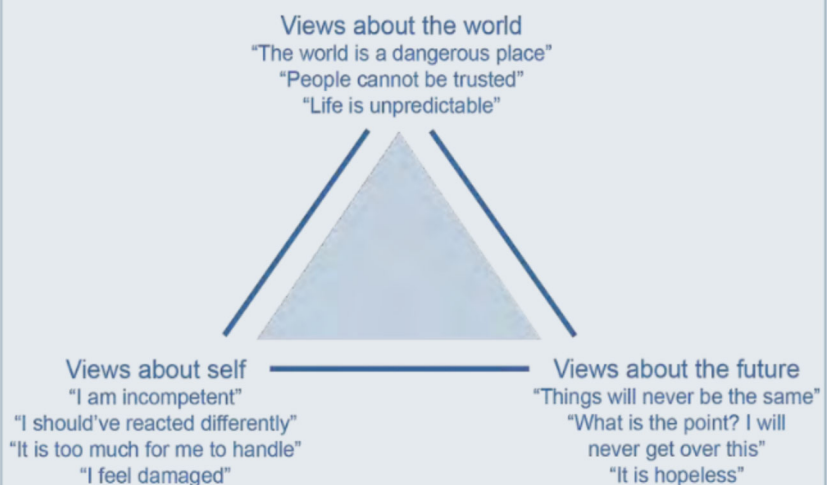 Views about the world
“The world is a dangerous place”
“People cannot be trusted”
“Life is unpredictable”
Views about self
“I am incompetent”
“I should’ve reacted differently”
“It is too much for me to handle”
“I feel damaged”
Views about the future
“Things will never be the same”
“What is the point? I will
never get over this”
“It is hopeless”